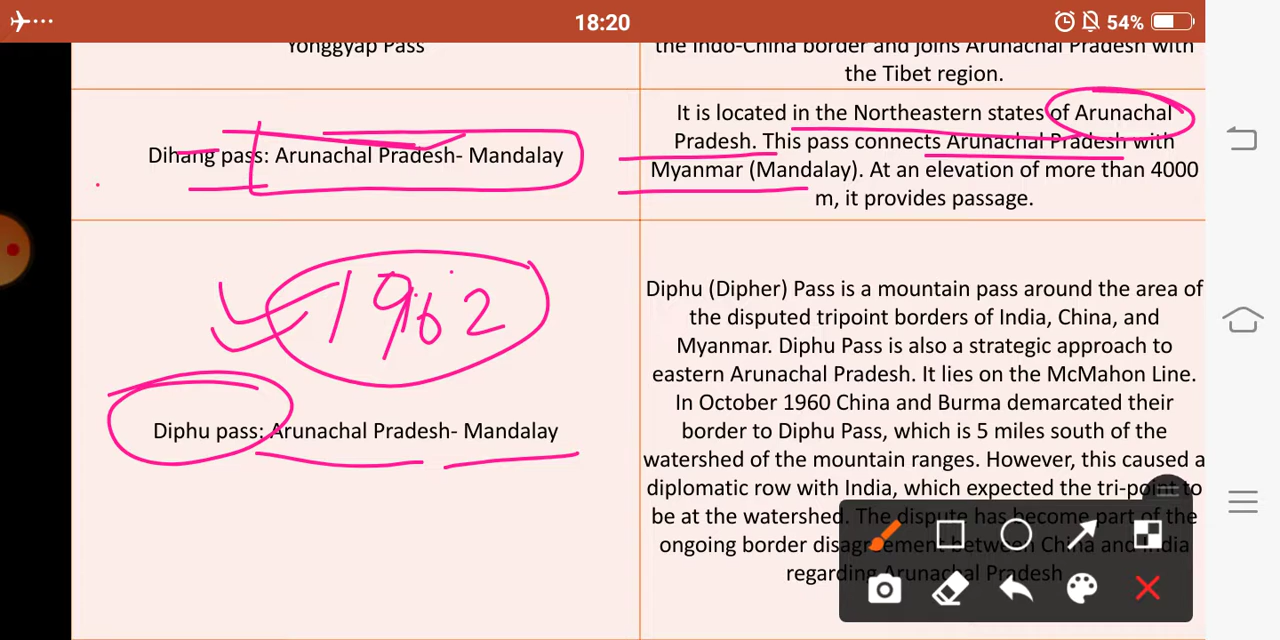 18:20
54%
Yonggyap Pass
the Indo-China border and joins Arunachal Pradesh with
the Tibet region.
Dihang pass: Arunachal Pradesh- Mandalay
It is located in the Northeastern states of Arunachal
Pradesh. This pass connects Arunachal Pradesh with
Myanmar (Mandalay). At an elevation of more than 4000
m, it provides passage.
1962
Diphu pass: Arunachal Pradesh- Mandalay
Diphu (Dipher) Pass is a mountain pass around the area of
the disputed tripoint borders of India, China, and
Myanmar. Diphu Pass is also a strategic approach to
eastern Arunachal Pradesh. It lies on the McMahon Line.
In October 1960 China and Burma demarcated their
border to Diphu Pass, which is 5 miles south of the
watershed of the mountain ranges. However, this caused a
diplomatic row with India, which expected the tri-point to
be at the watershed. The dispute has become part of the
ongoing border disagreement between China and India
regarding Arunachal Pradesh